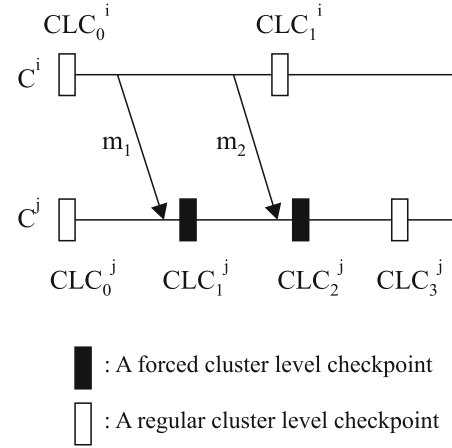 CLC₀ⁱ CLC₁ⁱ
Cⁱ
m₁ m₂
Cʲ
CLC₀ʲ CLC₁ʲ CLC₂ʲ CLC₃ʲ
: A forced cluster level checkpoint
: A regular cluster level checkpoint